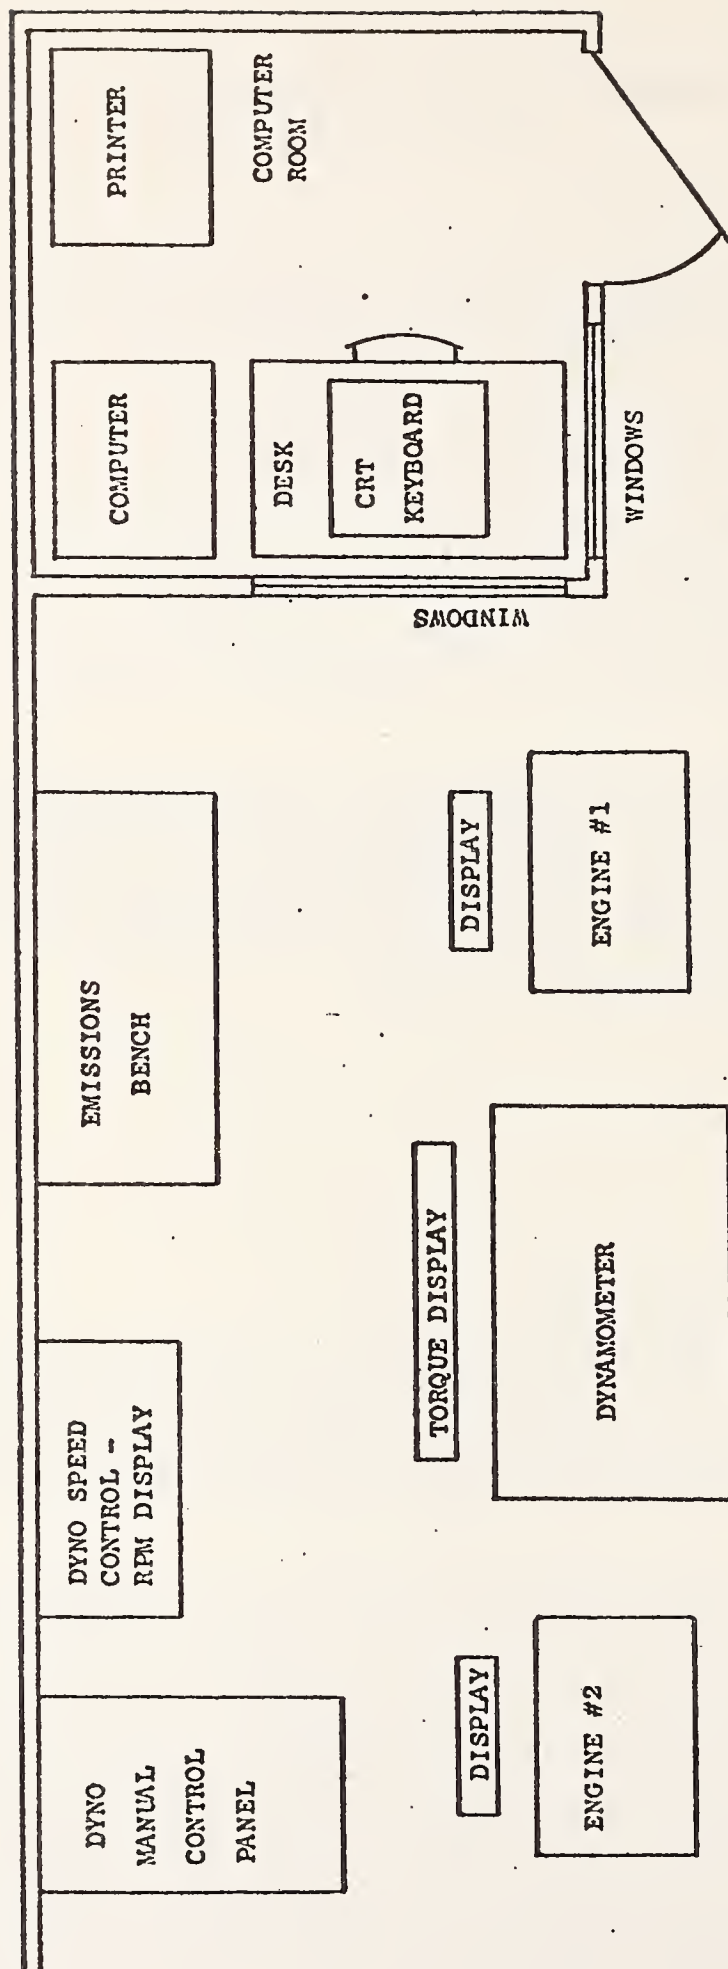 DYNO
MANUAL
CONTROL
PANEL
DYNO SPEED
CONTROL -
RPM DISPLAY
EMISSIONS
BENCH
COMPUTER
PRINTER
COMPUTER
ROOM
DESK
CRT
KEYBOARD
WINDOWS
WINDOWS
DISPLAY
ENGINE #2
TORQUE DISPLAY
DYNAMOMETER
DISPLAY
ENGINE #1